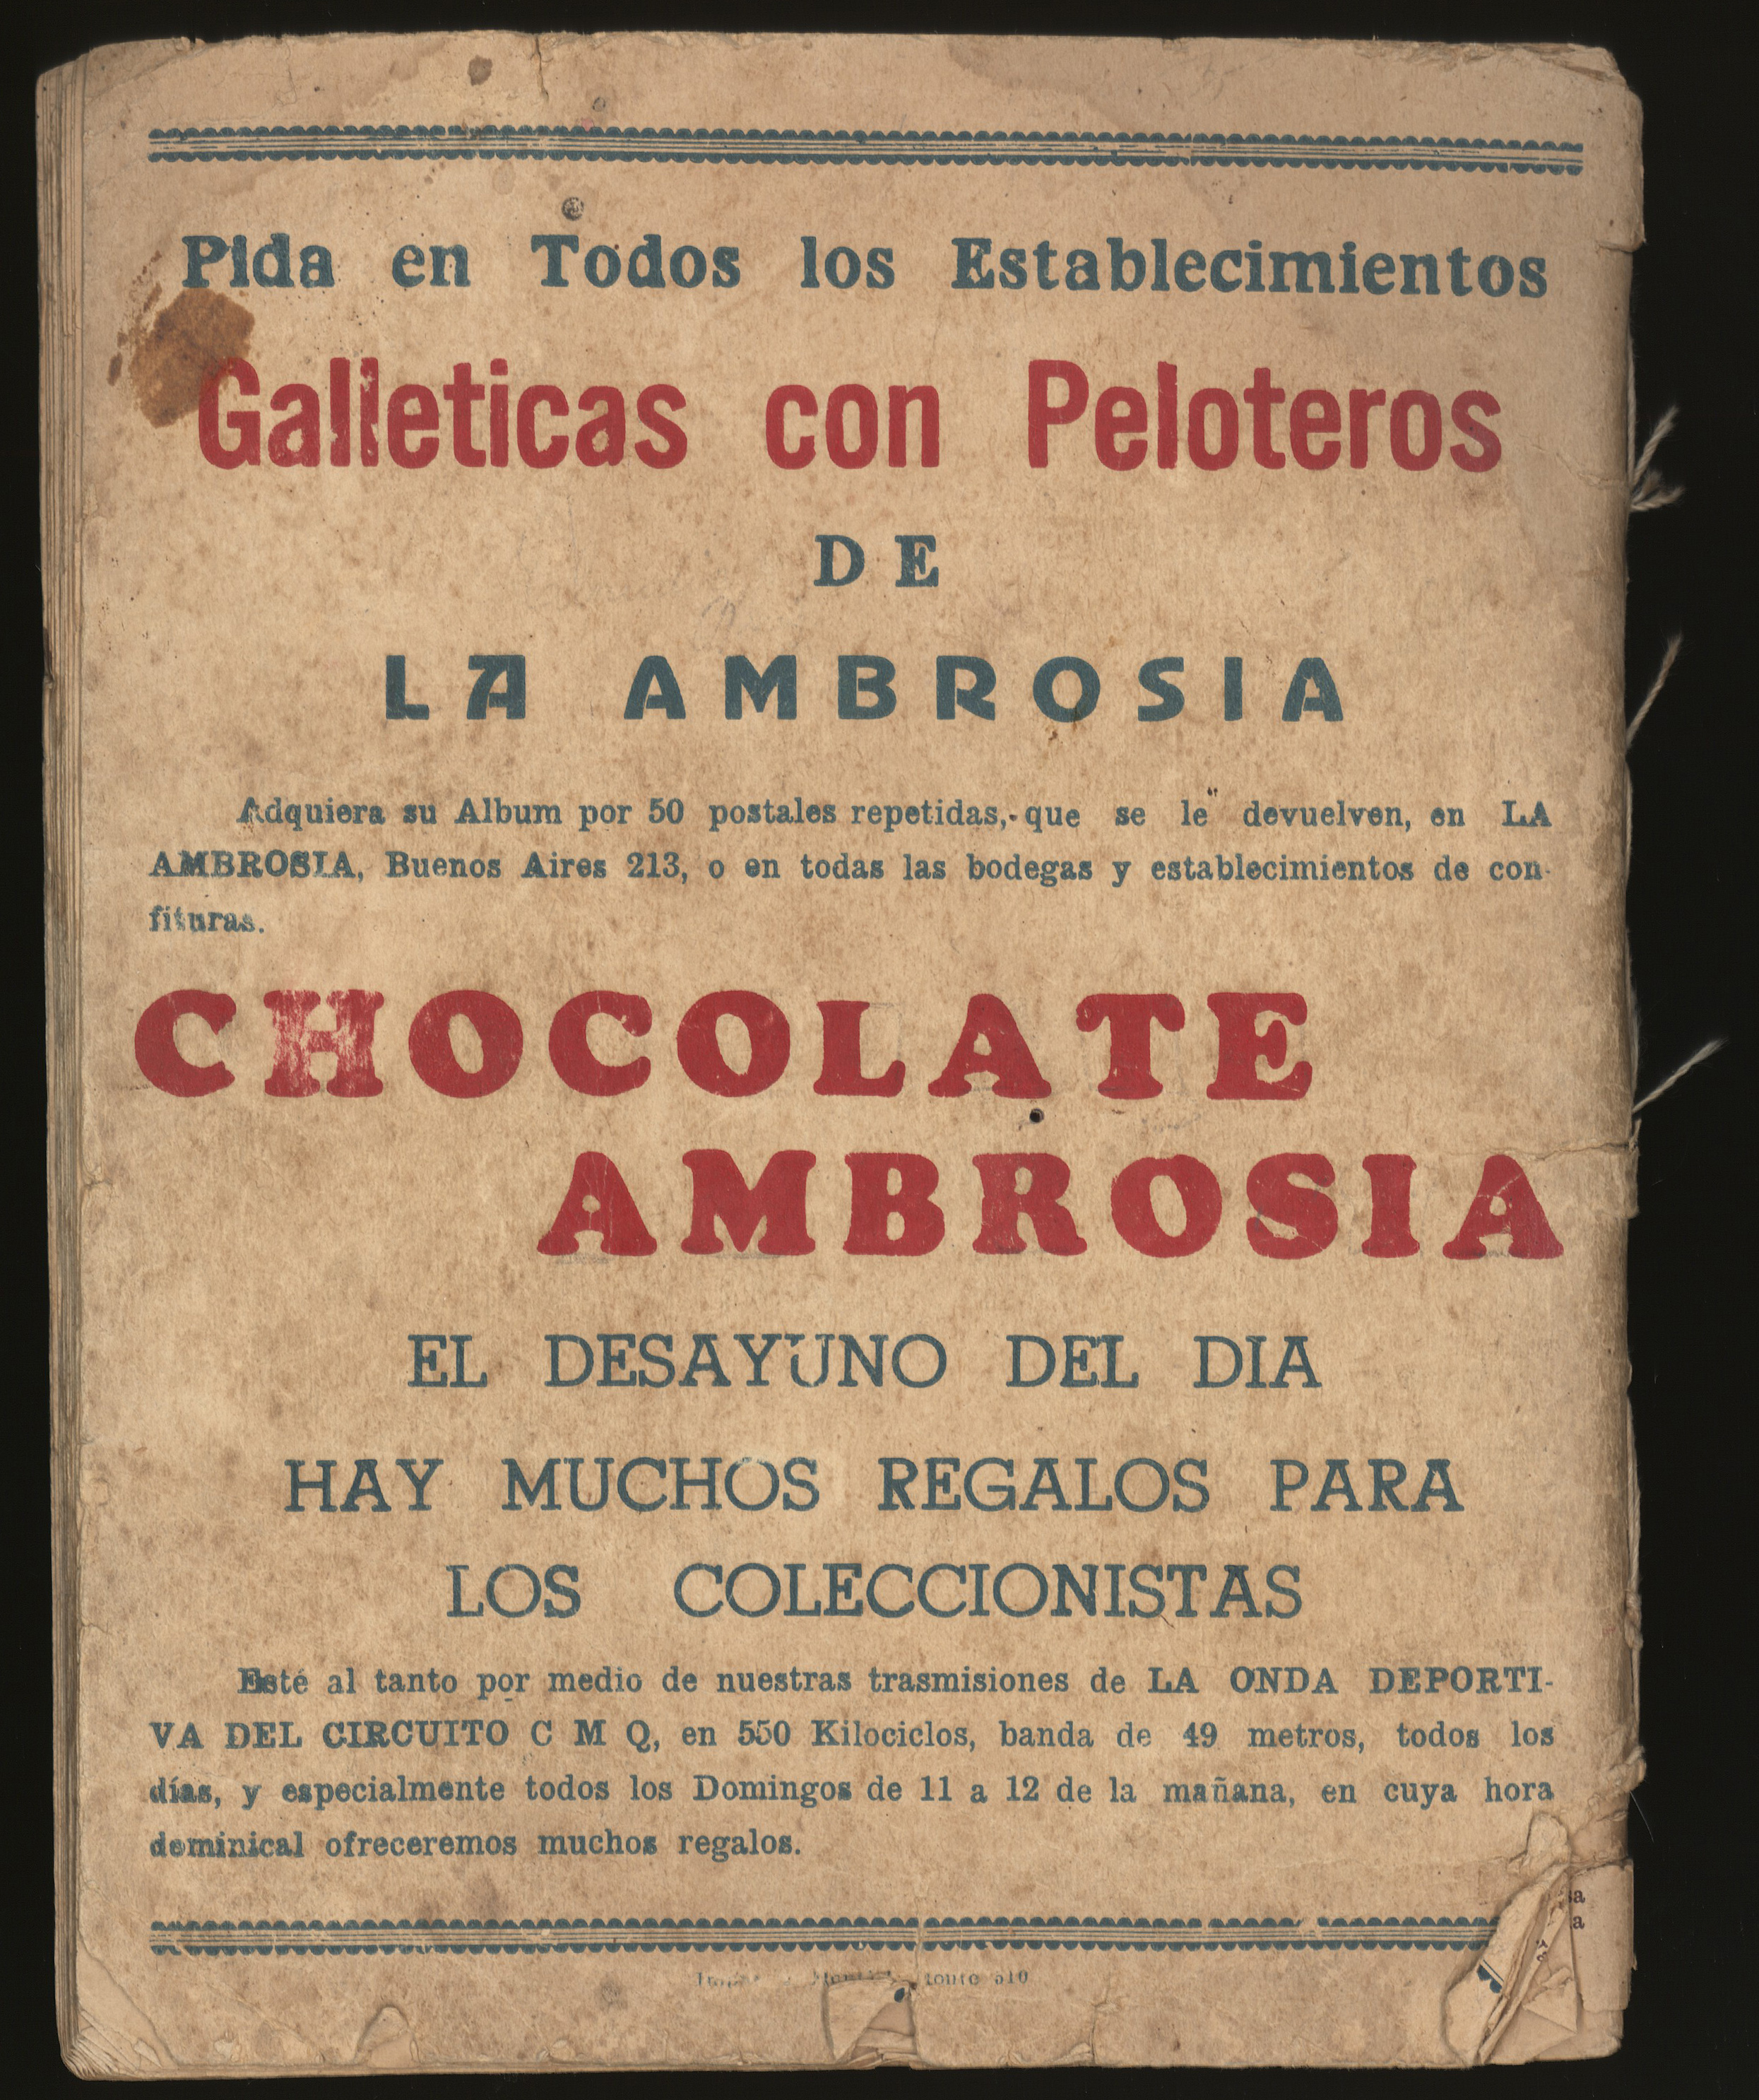 Pida en Todos los Establecimientos
Galleticas con Peloteros
DE
LA AMBROSIA
Adquiera su Album por 50 postales repetidas, que se le devuelven, en LA
AMBROSIA, Buenos Aires 213, o en todas las bodegas y establecimientos de con-
fituras.
CHOCOLATE
AMBROSIA
EL DESAYUNO DEL DIA
HAY MUCHOS REGALOS PARA
LOS COLECCIONISTAS
Esté al tanto por medio de nuestras trasmisiones de LA ONDA DEPORTI-
VA DEL CIRCUITO C M Q, en 550 Kilociclos, banda de 49 metros, todos los
días, y especialmente todos los Domingos de 11 a 12 de la mañana, en cuya hora
dominical ofreceremos muchos regalos.
510